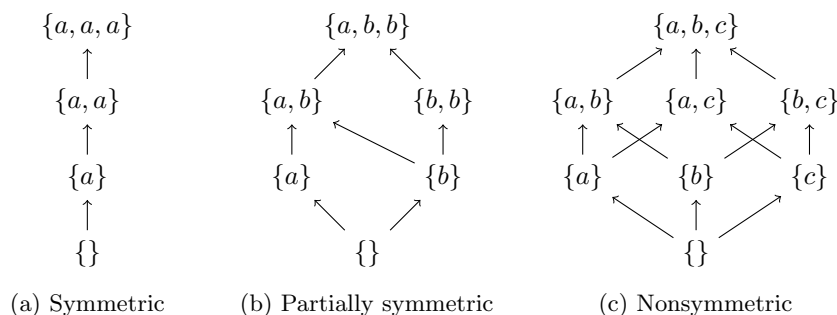 {a, a, a} {a, b, b} {a, b, c}
{a, a} {a, b} {b, b} {a, b} {a, c} {b, c}
{a} {a} {b} {a} {b} {c}
{} {} {}
(a) Symmetric (b) Partially symmetric (c) Nonsymmetric